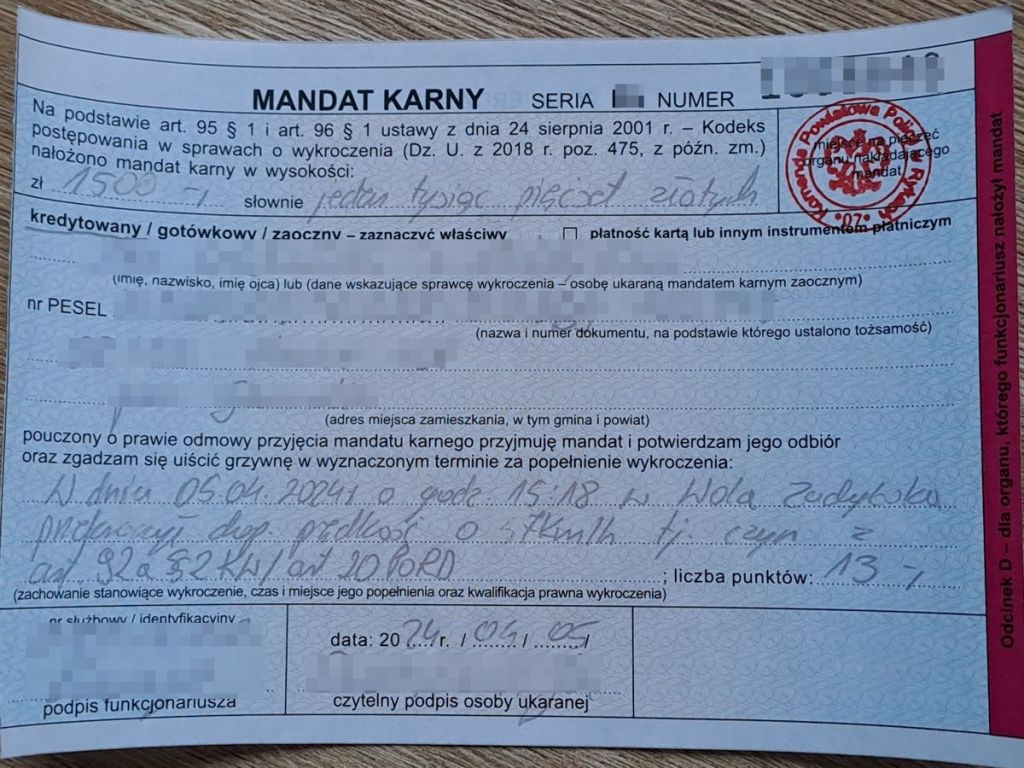 MANDAT KARNY SERIA NUMER
Na podstawie art. 95 § 1 i art. 96 § 1 ustawy z dnia 24 sierpnia 2001 r. – Kodeks
postępowania w sprawach o wykroczenia (Dz. U. z 2018 r. poz. 475, z późn. zm.)
nałożono mandat karny w wysokości:
zł 1500,- słownie jeden tysiąc pięćset złotych
miejsce na pieczęć
organu nakładającego
mandat
Komenda Powiatowa Policji w Rykach
*07*
kredytowany / gotówkowy / zaoczny – zaznaczyć właściwy płatność kartą lub innym instrumentem płatniczym
(imię, nazwisko, imię ojca) lub (dane wskazujące sprawcę wykroczenia – osobę ukaraną mandatem karnym zaocznym)
nr PESEL
(nazwa i numer dokumentu, na podstawie którego ustalono tożsamość)
(adres miejsca zamieszkania, w tym gmina i powiat)
pouczony o prawie odmowy przyjęcia mandatu karnego przyjmuję mandat i potwierdzam jego odbiór
oraz zgadzam się uiścić grzywnę w wyznaczonym terminie za popełnienie wykroczenia:
W dniu 05.04.2024r o godz. 15:18 w Wola Zadybska
przekroczył dop. prędkość o 57km/h tj. czyn z
art 92a §2 KW/art 20 PoRD ; liczba punktów: 13,-
(zachowanie stanowiące wykroczenie, czas i miejsce jego popełnienia oraz kwalifikacja prawna wykroczenia)
nr służbowy / identyfikacyjny
podpis funkcjonariusza
data: 2024 r. / 04 / 05 /
czytelny podpis osoby ukaranej
Odcinek D – dla organu, którego funkcjonariusz nałożył mandat